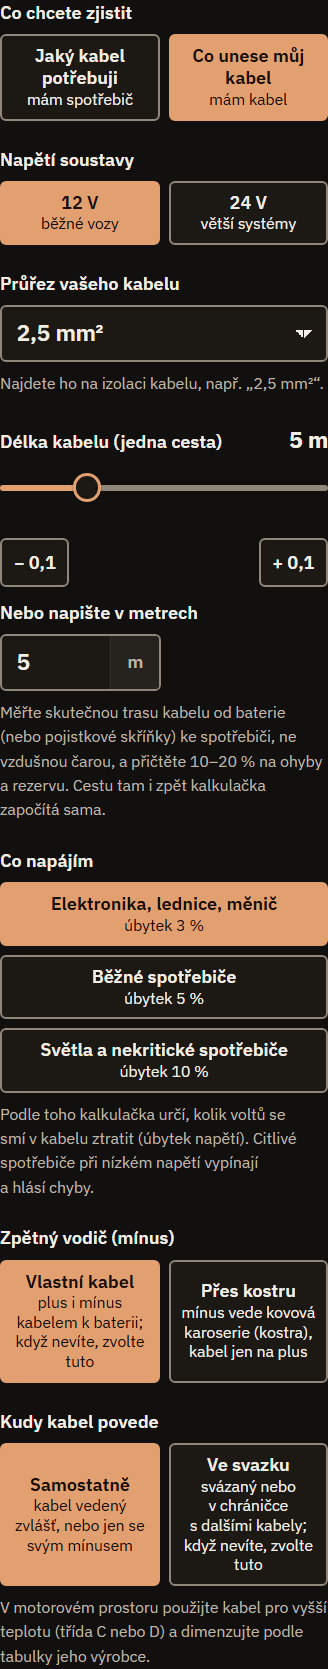 Co chcete zjistit
Jaký kabel
potřebuji
mám spotřebič
Co unese můj
kabel
mám kabel
Napětí soustavy
12 V
běžné vozy
24 V
větší systémy
Průřez vašeho kabelu
2,5 mm²
Najdete ho na izolaci kabelu, např. „2,5 mm²“.
Délka kabelu (jedna cesta)
5 m
− 0,1
+ 0,1
Nebo napište v metrech
5
m
Měřte skutečnou trasu kabelu od baterie
(nebo pojistkové skříňky) ke spotřebiči, ne
vzdušnou čarou, a přičtěte 10–20 % na ohyby
a rezervu. Cestu tam i zpět kalkulačka
započítá sama.
Co napájím
Elektronika, lednice, měnič
úbytek 3 %
Běžné spotřebiče
úbytek 5 %
Světla a nekritické spotřebiče
úbytek 10 %
Podle toho kalkulačka určí, kolik voltů se
smí v kabelu ztratit (úbytek napětí). Citlivé
spotřebiče při nízkém napětí vypínají
a hlásí chyby.
Zpětný vodič (mínus)
Vlastní kabel
plus i mínus
kabelem k baterii;
když nevíte, zvolte
tuto
Přes kostru
mínus vede kovová
karoserie (kostra),
kabel jen na plus
Kudy kabel povede
Samostatně
kabel vedený
zvlášť, nebo jen se
svým mínusem
Ve svazku
svázaný nebo
v chráničce
s dalšími kabely;
když nevíte, zvolte
tuto
V motorovém prostoru použijte kabel pro vyšší
teplotu (třída C nebo D) a dimenzujte podle
tabulky jeho výrobce.